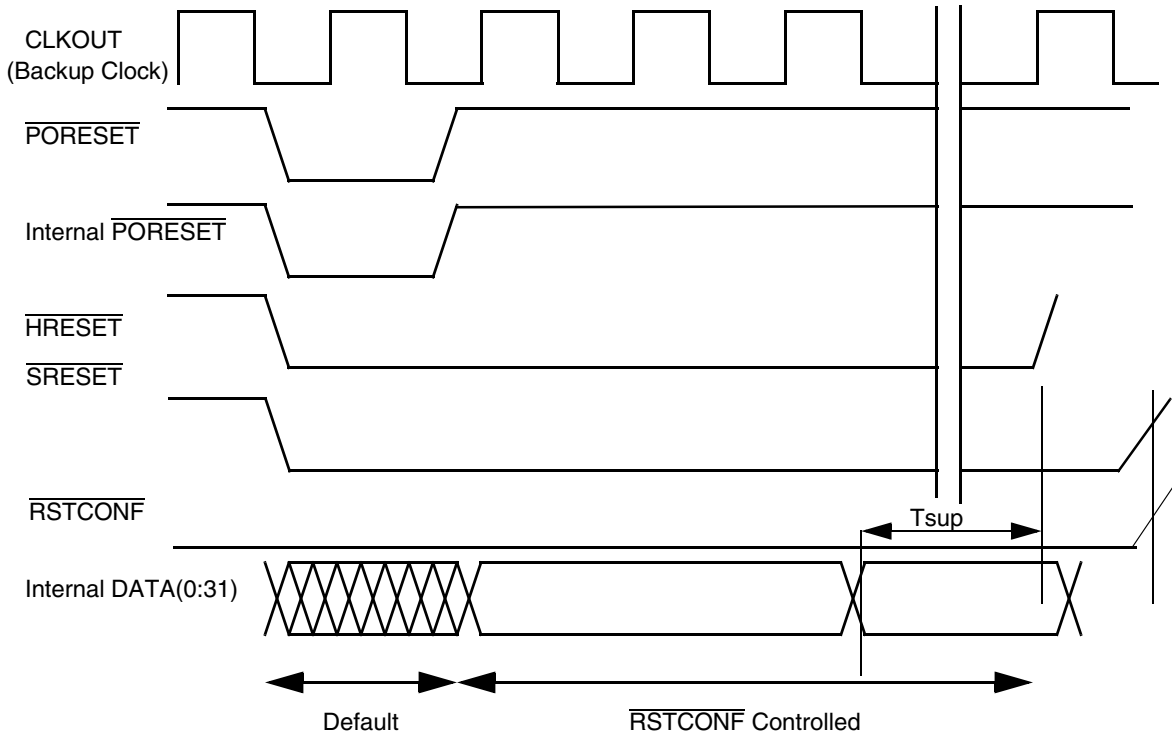 CLKOUT
(Backup Clock)
PORESET
Internal PORESET
HRESET
SRESET
RSTCONF
Tsup
Internal DATA(0:31)
Default
RSTCONF Controlled